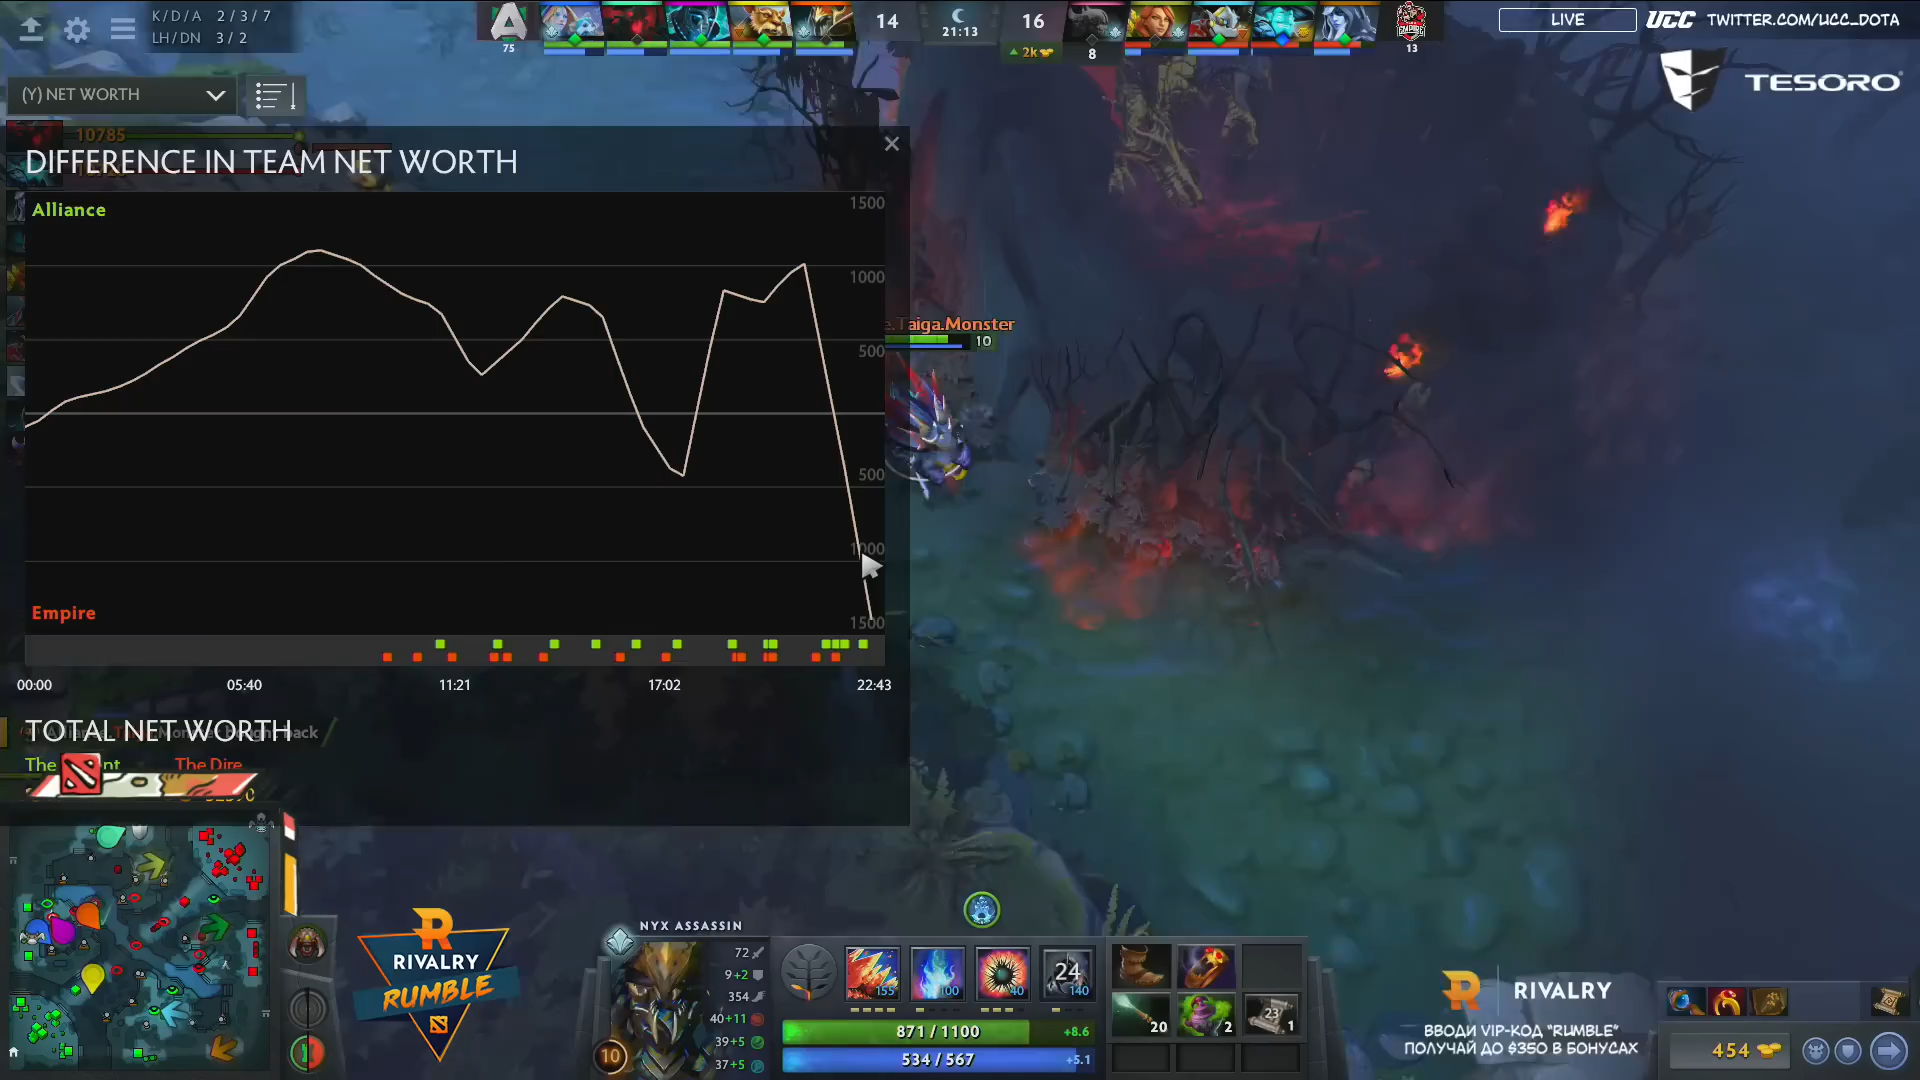 K/D/A 2/3/7
LH/DN 3/2
75
14
21:13
16
2k
8
13
LIVE
UCC TWITTER.COM/UCC_DOTA
TESORO
(Y) NET WORTH
10785
DIFFERENCE IN TEAM NET WORTH
Alliance
1500
1000
500
500
1000
1500
Empire
00:00
05:40
11:21
17:02
22:43
e.Taiga.Monster
10
TOTAL NET WORTH
back
The nt
The Dire
RIVALRY
RUMBLE
NYX ASSASSIN
72
9+2
354
40+11
39+5
37+5
10
155
100
40
24
140
871 / 1100
+8.6
534 / 567
+5.1
20
2
23
1
RIVALRY
ВВОДИ VIP-КОД "RUMBLE"
ПОЛУЧАЙ ДО $350 В БОНУСАХ
454